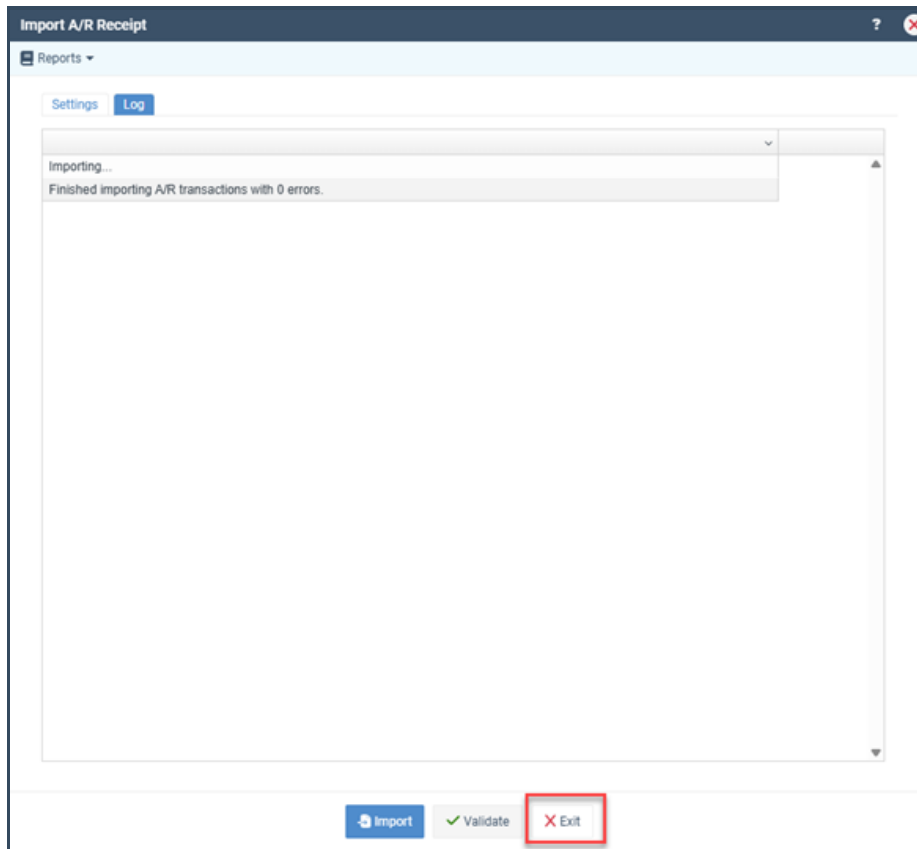 Import A/R Receipt ?
Reports
Settings Log
Importing...
Finished importing A/R transactions with 0 errors.
Import Validate Exit